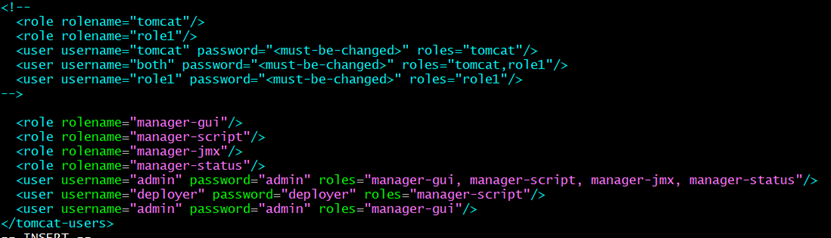 <!--
  <role rolename="tomcat"/>
  <role rolename="role1"/>
  <user username="tomcat" password="<must-be-changed>" roles="tomcat"/>
  <user username="both" password="<must-be-changed>" roles="tomcat,role1"/>
  <user username="role1" password="<must-be-changed>" roles="role1"/>
-->
  <role rolename="manager-gui"/>
  <role rolename="manager-script"/>
  <role rolename="manager-jmx"/>
  <role rolename="manager-status"/>
  <user username="admin" password="admin" roles="manager-gui, manager-script, manager-jmx, manager-status"/>
  <user username="deployer" password="deployer" roles="manager-script"/>
  <user username="admin" password="admin" roles="manager-gui"/>
</tomcat-users>
-- INSERT --